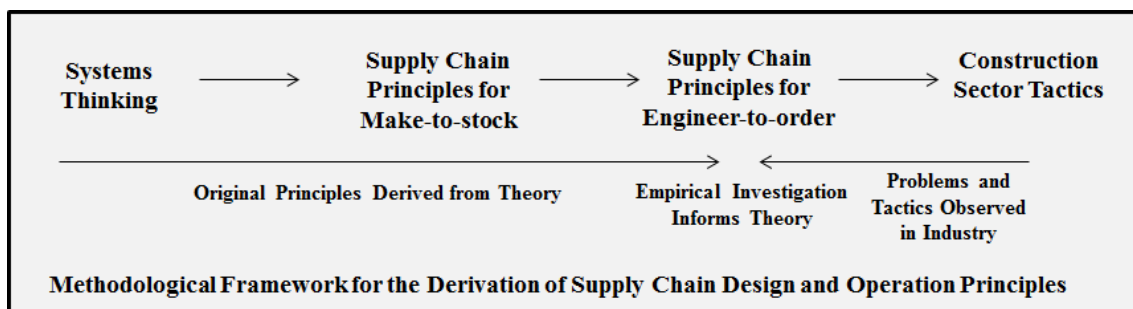 Systems
Thinking
Supply Chain
Principles for
Make-to-stock
Supply Chain
Principles for
Engineer-to-order
Construction
Sector Tactics
Original Principles Derived from Theory
Empirical Investigation
Informs Theory
Problems and
Tactics Observed
in Industry
Methodological Framework for the Derivation of Supply Chain Design and Operation Principles